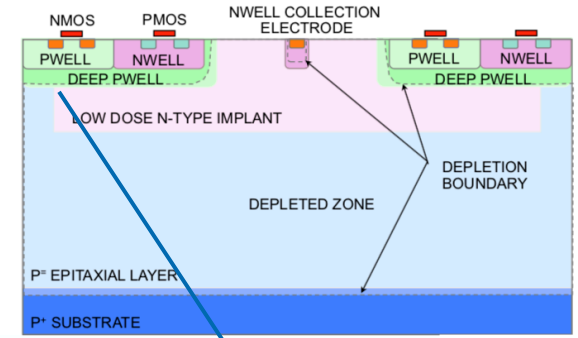 NMOS
PMOS
NWELL COLLECTION
ELECTRODE
PWELL
NWELL
DEEP PWELL
PWELL
NWELL
DEEP PWELL
LOW DOSE N-TYPE IMPLANT
DEPLETION
BOUNDARY
DEPLETED ZONE
P= EPITAXIAL LAYER
P+ SUBSTRATE